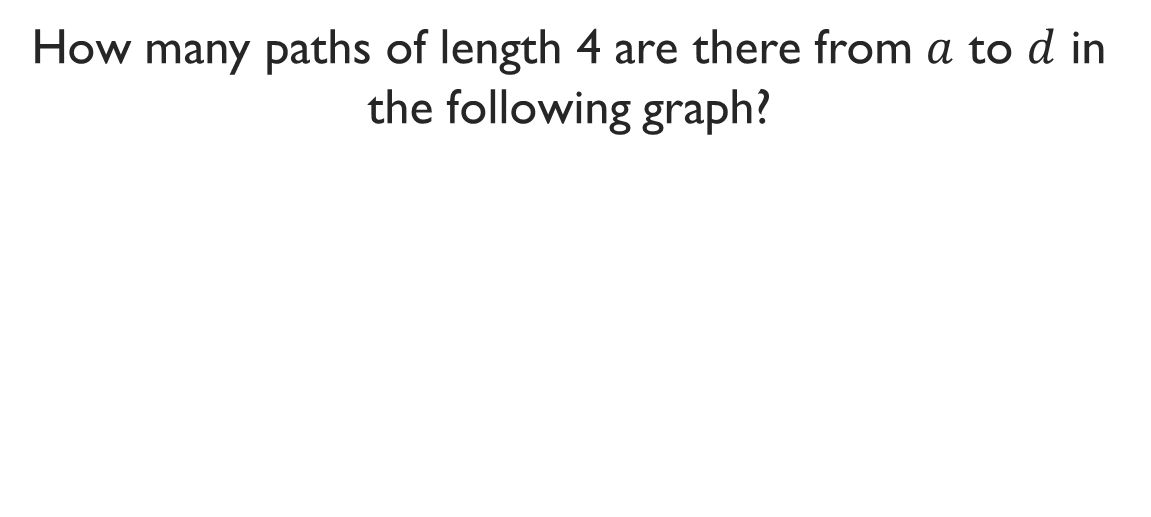 How many paths of length 4 are there from a to d in
the following graph?